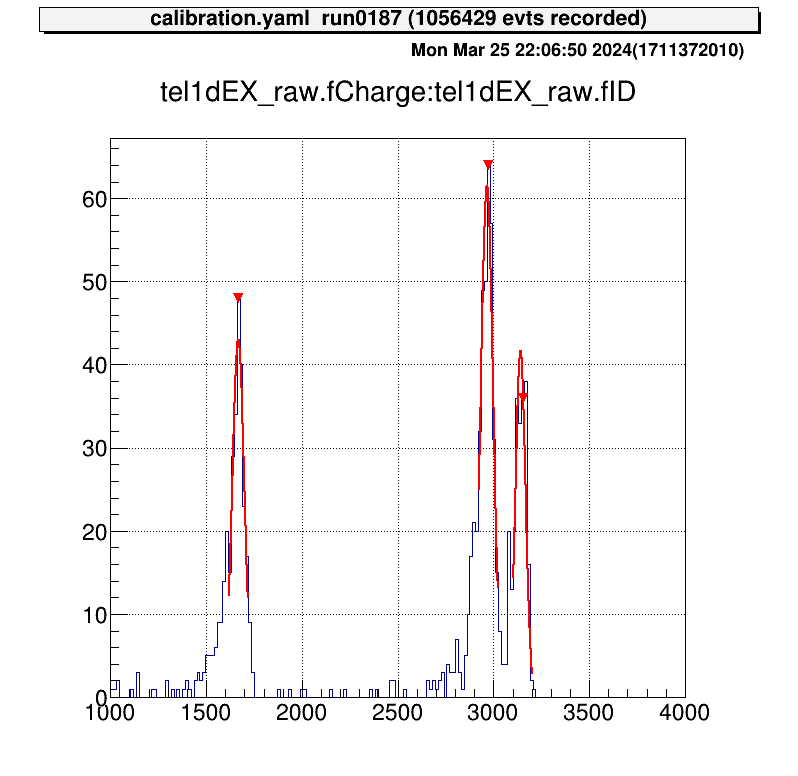 calibration.yaml run0187 (1056429 evts recorded)
Mon Mar 25 22:06:50 2024(1711372010)
tel1dEX_raw.fCharge:tel1dEX_raw.fID
60
50
40
30
20
10
0
1000 1500 2000 2500 3000 3500 4000